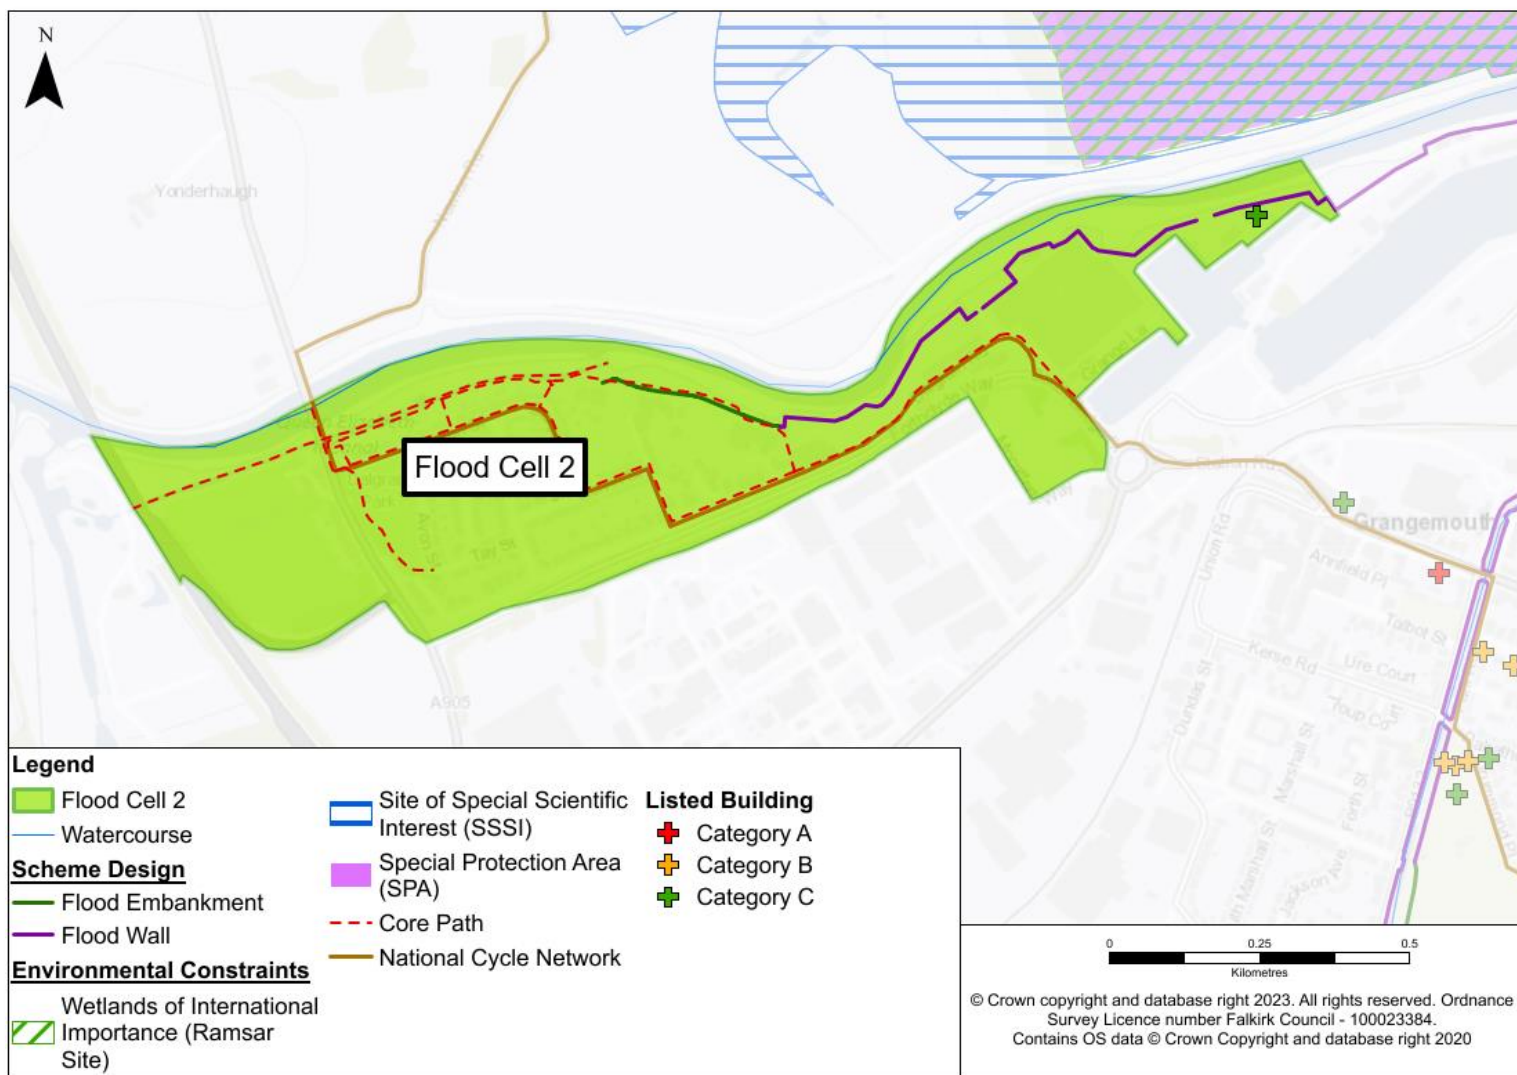 N
Yonderhaugh
Flood Cell 2
Tay St
Grange La
Union Rd
Grangemouth
Annfield Pl
Talbot St
Kerse Rd
Ure Court
Dundas St
Marshall St
Forth St
Jackson Ave
A905
Legend
Flood Cell 2
Watercourse
Scheme Design
Flood Embankment
Flood Wall
Environmental Constraints
Wetlands of International
Importance (Ramsar
Site)
Site of Special Scientific
Interest (SSSI)
Special Protection Area
(SPA)
Core Path
National Cycle Network
Listed Building
Category A
Category B
Category C
0 0.25 0.5
Kilometres
© Crown copyright and database right 2023. All rights reserved. Ordnance
Survey Licence number Falkirk Council - 100023384.
Contains OS data © Crown Copyright and database right 2020